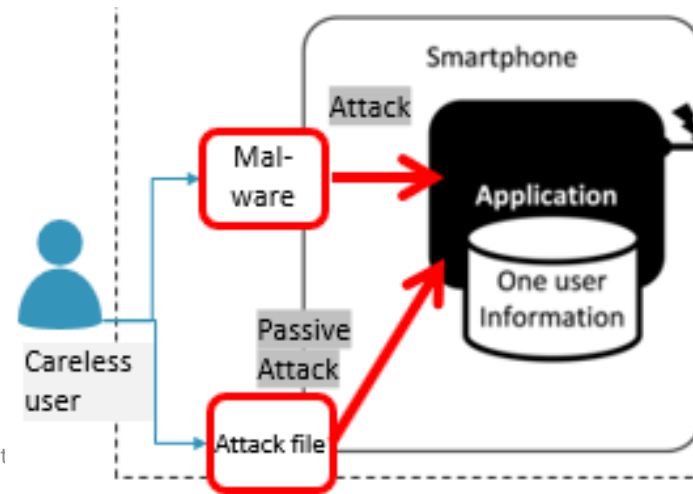 Smartphone
Attack
Mal-
ware
Application
One user
Information
Passive
Attack
Careless
user
Attack file
t